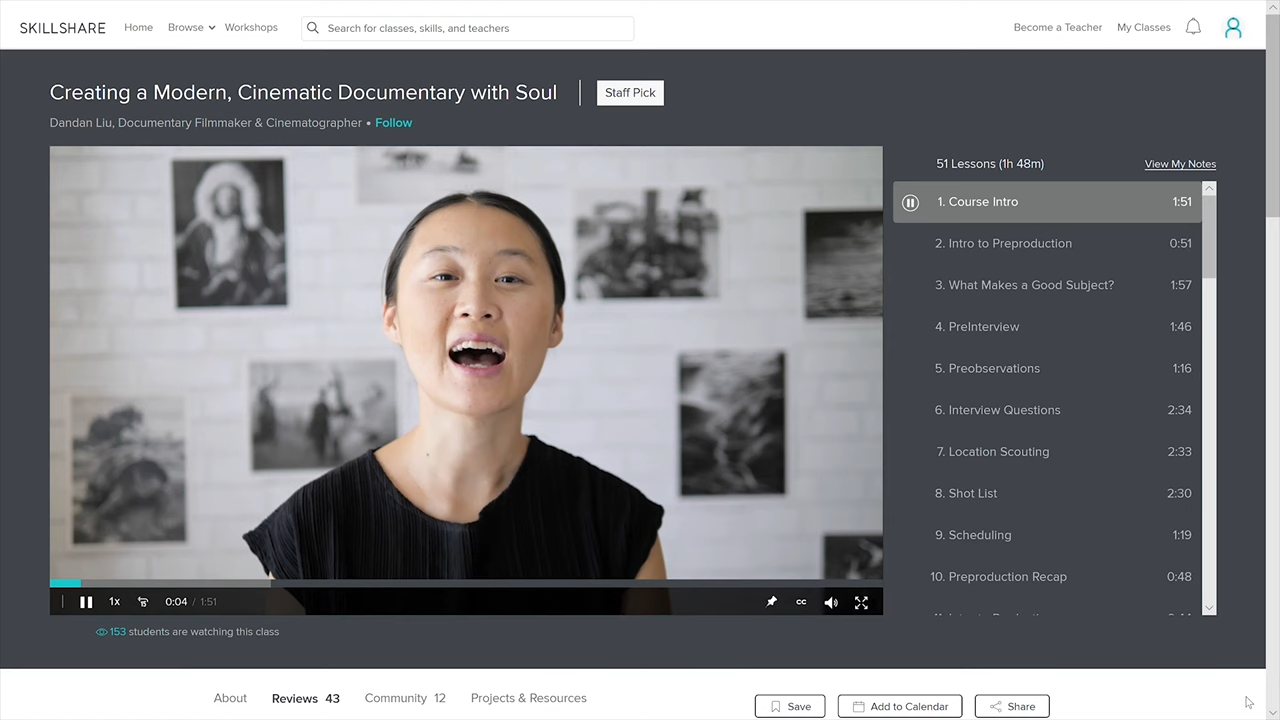 SKILLSHARE Home Browse Workshops Search for classes, skills, and teachers Become a Teacher My Classes
Creating a Modern, Cinematic Documentary with Soul Staff Pick
Dandan Liu, Documentary Filmmaker & Cinematographer • Follow
51 Lessons (1h 48m) View My Notes
1. Course Intro 1:51
2. Intro to Preproduction 0:51
3. What Makes a Good Subject? 1:57
4. PreInterview 1:46
5. Preobservations 1:16
6. Interview Questions 2:34
7. Location Scouting 2:33
8. Shot List 2:30
9. Scheduling 1:19
10. Preproduction Recap 0:48
1x 0:04 / 1:51 CC
153 students are watching this class
About Reviews 43 Community 12 Projects & Resources Save Add to Calendar Share